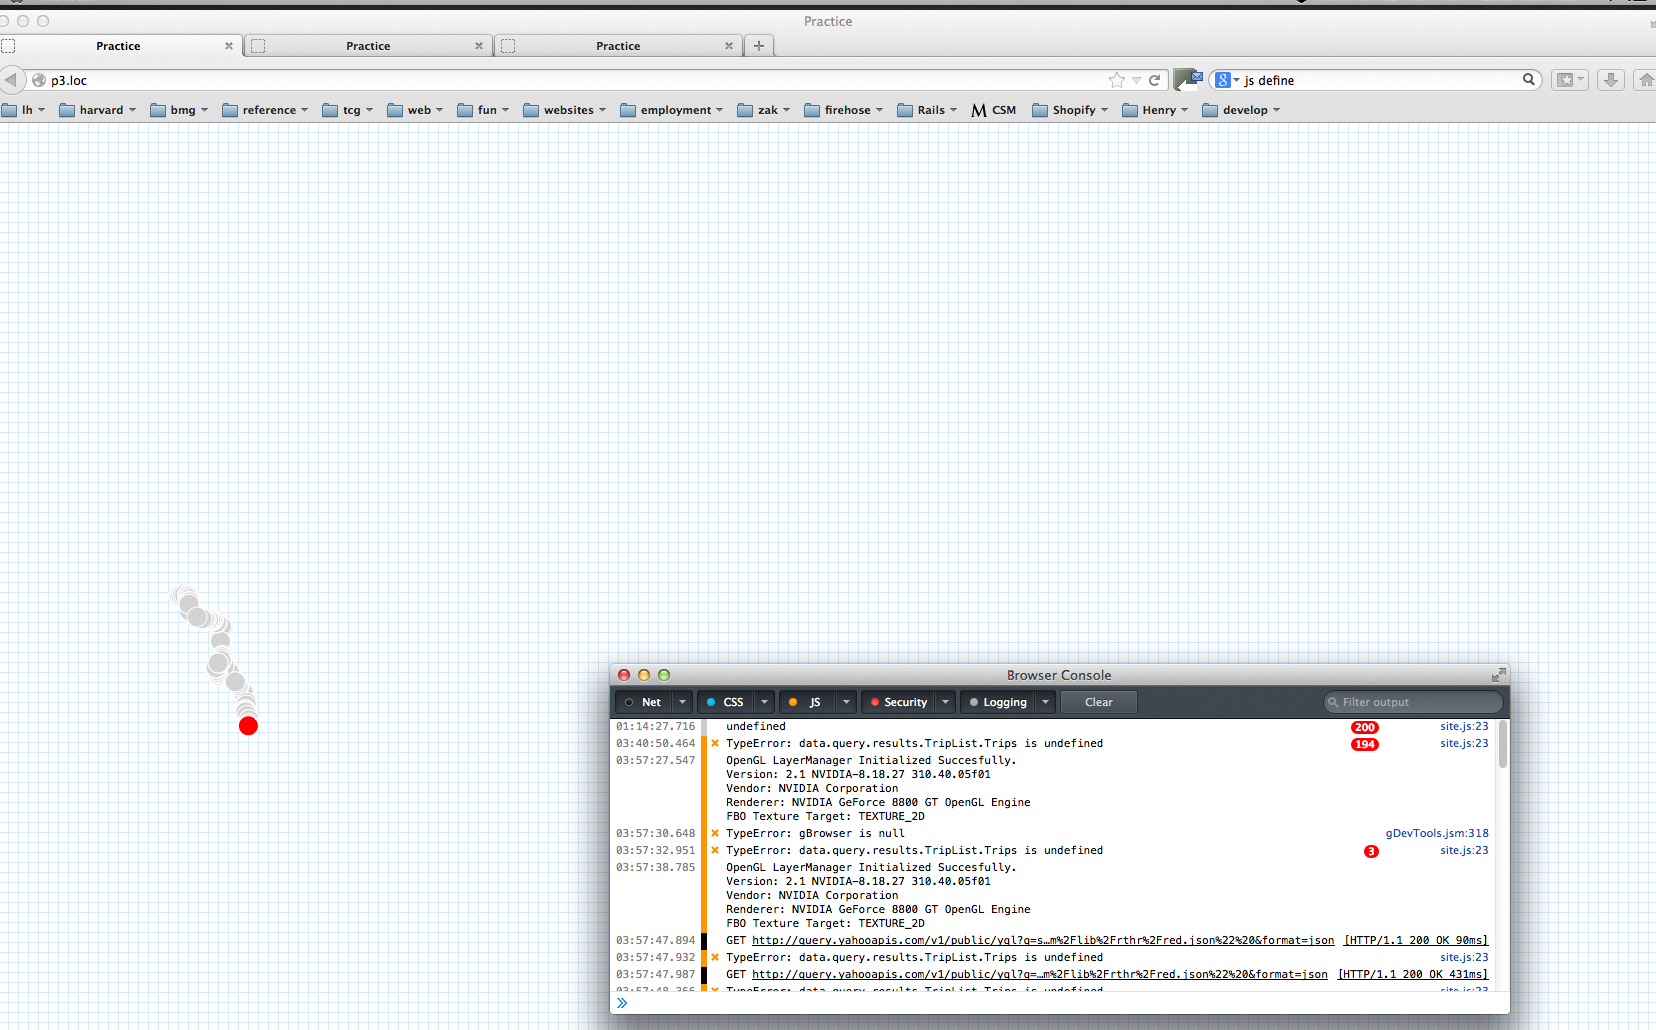 Practice
Practice
Practice
Practice
p3.loc
js define
lh harvard bmg reference tcg web fun websites employment zak firehose Rails CSM Shopify Henry develop
Browser Console
Net CSS JS Security Logging Clear Filter output
01:14:27.716 undefined 200 site.js:23
03:40:50.464 TypeError: data.query.results.TripList.Trips is undefined 194 site.js:23
03:57:27.547 OpenGL LayerManager Initialized Succesfully.
Version: 2.1 NVIDIA-8.18.27 310.40.05f01
Vendor: NVIDIA Corporation
Renderer: NVIDIA GeForce 8800 GT OpenGL Engine
FBO Texture Target: TEXTURE_2D
03:57:30.648 TypeError: gBrowser is null gDevTools.jsm:318
03:57:32.951 TypeError: data.query.results.TripList.Trips is undefined 3 site.js:23
03:57:38.785 OpenGL LayerManager Initialized Succesfully.
Version: 2.1 NVIDIA-8.18.27 310.40.05f01
Vendor: NVIDIA Corporation
Renderer: NVIDIA GeForce 8800 GT OpenGL Engine
FBO Texture Target: TEXTURE_2D
03:57:47.894 GET http://query.yahooapis.com/v1/public/yql?q=s…m%2Flib%2Frthr%2Fred.json%22%20&format=json [HTTP/1.1 200 OK 90ms]
03:57:47.932 TypeError: data.query.results.TripList.Trips is undefined site.js:23
03:57:47.987 GET http://query.yahooapis.com/v1/public/yql?q=…m%2Flib%2Frthr%2Fred.json%22%20&format=json [HTTP/1.1 200 OK 431ms]
03:57:48.366 TypeError: data.query.results.TripList.Trips is undefined site.js:23